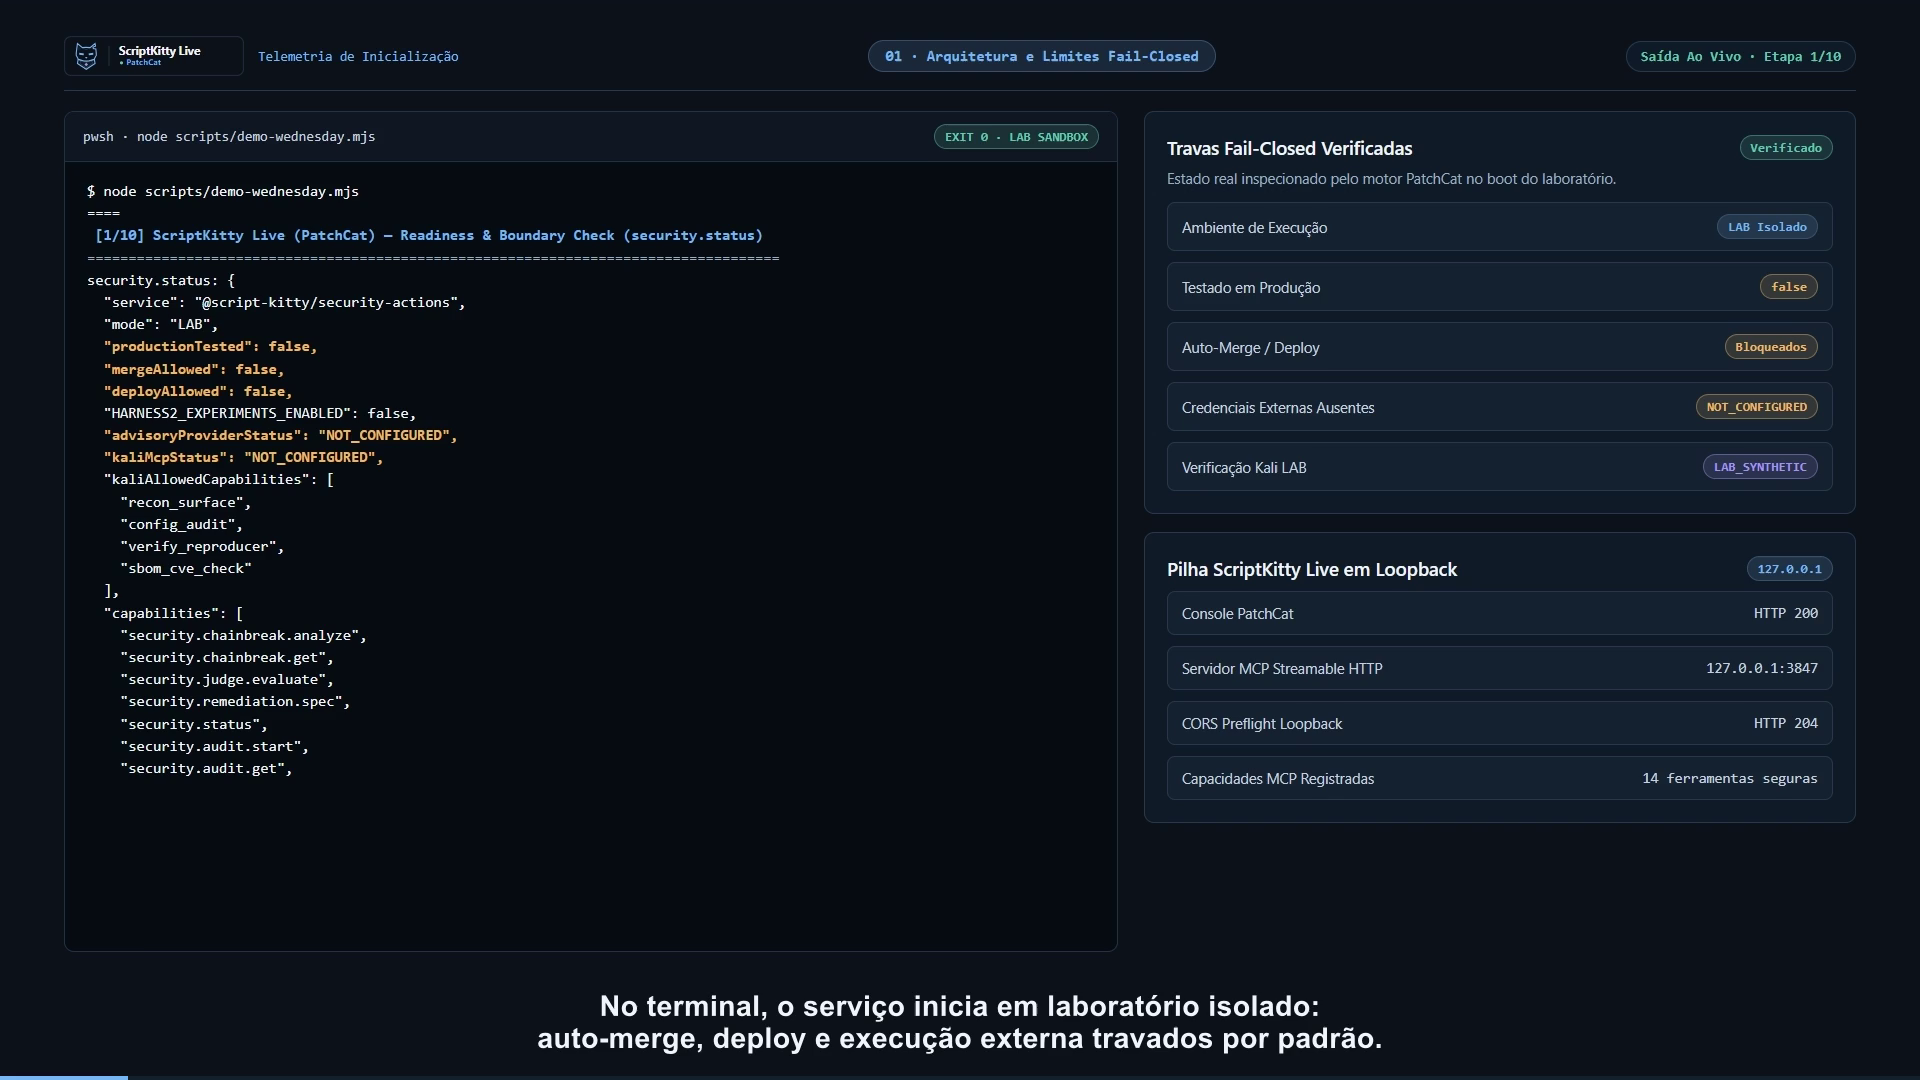 ScriptKitty Live
• PatchCat
Telemetria de Inicialização
01 · Arquitetura e Limites Fail-Closed
Saída Ao Vivo · Etapa 1/10
pwsh · node scripts/demo-wednesday.mjs
EXIT 0 · LAB SANDBOX
$ node scripts/demo-wednesday.mjs
====
[1/10] ScriptKitty Live (PatchCat) — Readiness & Boundary Check (security.status)
====================================================================================
security.status: {
"service": "@script-kitty/security-actions",
"mode": "LAB",
"productionTested": false,
"mergeAllowed": false,
"deployAllowed": false,
"HARNESS2_EXPERIMENTS_ENABLED": false,
"advisoryProviderStatus": "NOT_CONFIGURED",
"kaliMcpStatus": "NOT_CONFIGURED",
"kaliAllowedCapabilities": [
"recon_surface",
"config_audit",
"verify_reproducer",
"sbom_cve_check"
],
"capabilities": [
"security.chainbreak.analyze",
"security.chainbreak.get",
"security.judge.evaluate",
"security.remediation.spec",
"security.status",
"security.audit.start",
"security.audit.get",
Travas Fail-Closed Verificadas
Verificado
Estado real inspecionado pelo motor PatchCat no boot do laboratório.
Ambiente de Execução
LAB Isolado
Testado em Produção
false
Auto-Merge / Deploy
Bloqueados
Credenciais Externas Ausentes
NOT_CONFIGURED
Verificação Kali LAB
LAB_SYNTHETIC
Pilha ScriptKitty Live em Loopback
127.0.0.1
Console PatchCat
HTTP 200
Servidor MCP Streamable HTTP
127.0.0.1:3847
CORS Preflight Loopback
HTTP 204
Capacidades MCP Registradas
14 ferramentas seguras
No terminal, o serviço inicia em laboratório isolado:
auto-merge, deploy e execução externa travados por padrão.